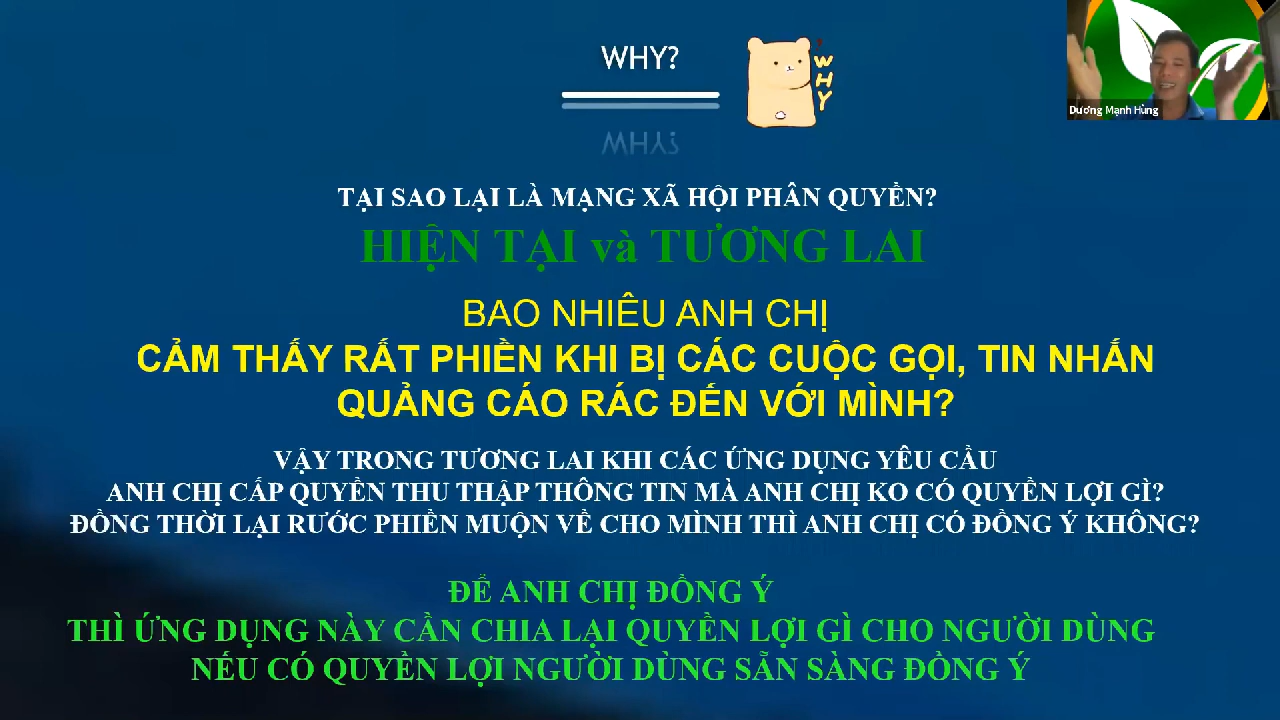 WHY?
WHY
WHY?
Dương Mạnh Hùng
TẠI SAO LẠI LÀ MẠNG XÃ HỘI PHÂN QUYỀN?
HIỆN TẠI và TƯƠNG LAI
BAO NHIÊU ANH CHỊ
CẢM THẤY RẤT PHIỀN KHI BỊ CÁC CUỘC GỌI, TIN NHẮN
QUẢNG CÁO RÁC ĐẾN VỚI MÌNH?
VẬY TRONG TƯƠNG LAI KHI CÁC ỨNG DỤNG YÊU CẦU
ANH CHỊ CẤP QUYỀN THU THẬP THÔNG TIN MÀ ANH CHỊ KO CÓ QUYỀN LỢI GÌ?
ĐỒNG THỜI LẠI RƯỚC PHIỀN MUỘN VỀ CHO MÌNH THÌ ANH CHỊ CÓ ĐỒNG Ý KHÔNG?
ĐỂ ANH CHỊ ĐỒNG Ý
THÌ ỨNG DỤNG NÀY CẦN CHIA LẠI QUYỀN LỢI GÌ CHO NGƯỜI DÙNG
NẾU CÓ QUYỀN LỢI NGƯỜI DÙNG SẴN SÀNG ĐỒNG Ý